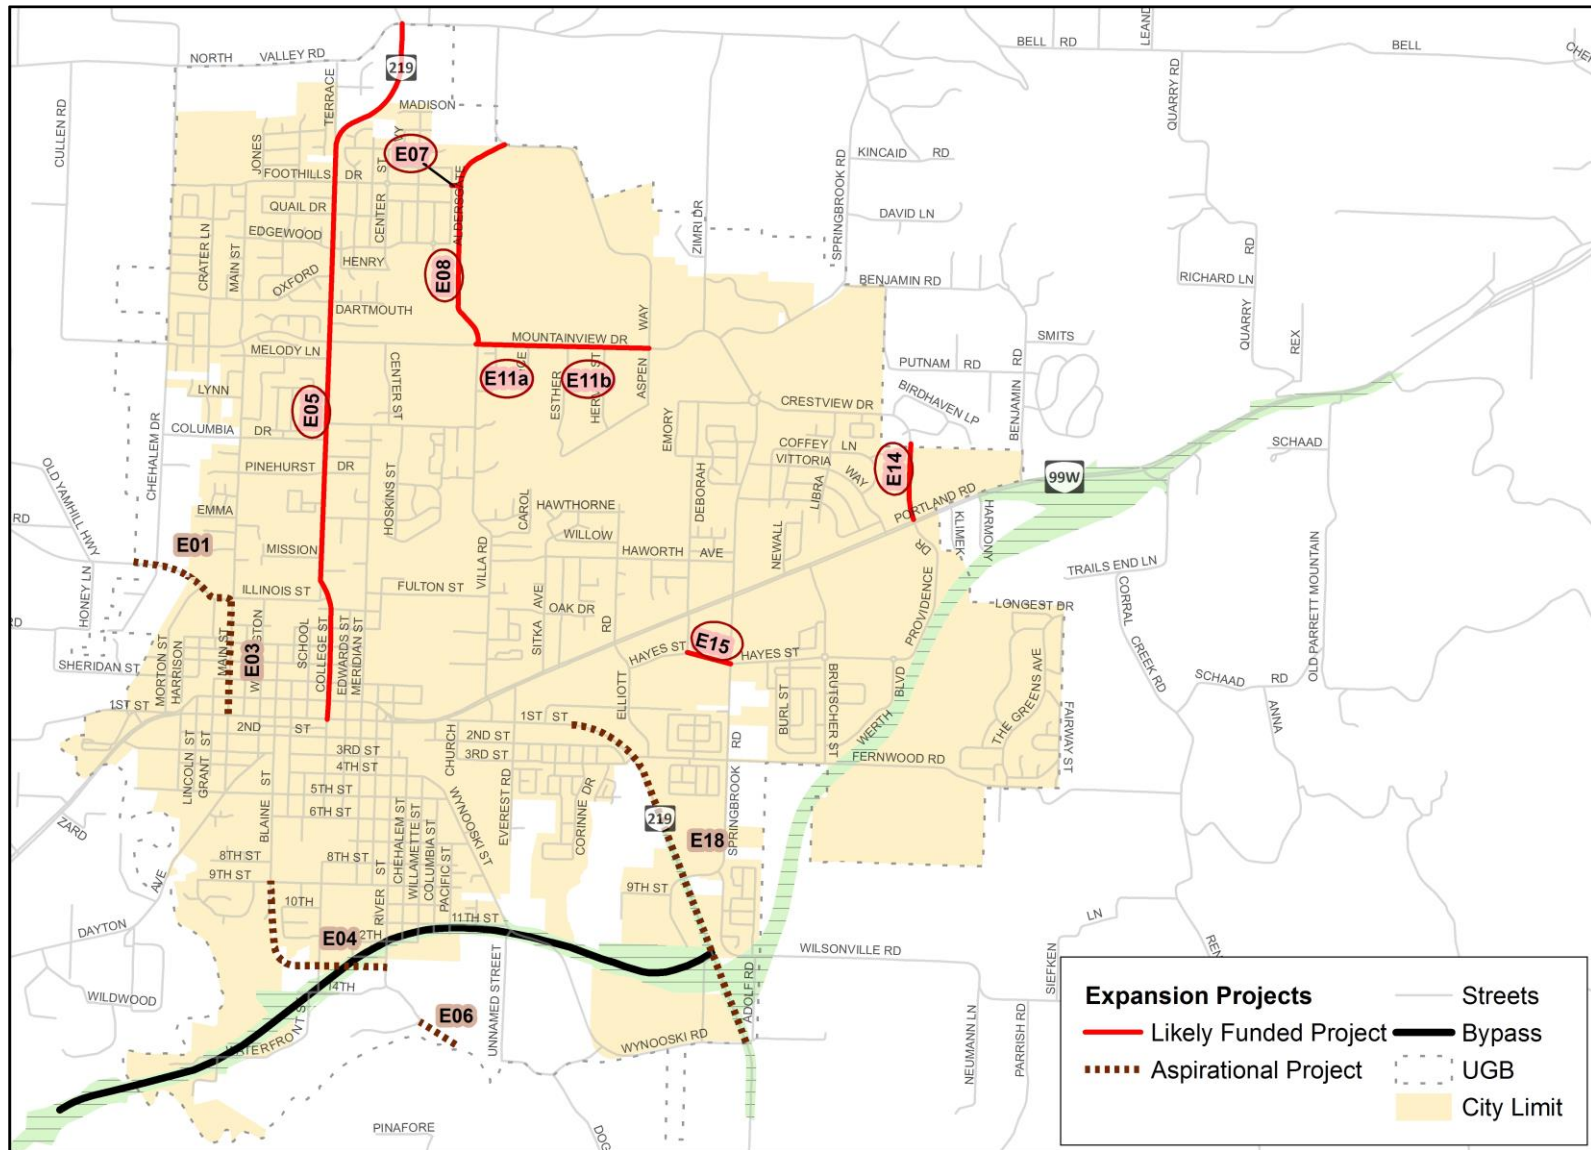 BELL RD
LEAND
BELL
CHE
NORTH VALLEY RD
219
TERRACE
MADISON
CULLEN RD
QUARRY RD
JONES
E07
KINCAID RD
FOOTHILLS DR
CENTER ST
ALDERSGATE
SPRINGBROOK RD
QUAIL DR
DAVID LN
EDGEWOOD
ZIMRI DR
CRATER LN
MAIN ST
HENRY
OXFORD
E08
BENJAMIN RD
RICHARD LN
QUARRY RD
DARTMOUTH
MOUNTAINVIEW DR
WAY
SMITS
REX
MELODY LN
PUTNAM RD
BENJAMIN RD
CENTER ST
E11a
E11b
ESTHER
ASPEN
LYNN
BIRDHAVEN LP
CRESTVIEW DR
E05
CHEHALEM DR
COLUMBIA DR
EMORY
COFFEY LN
SCHAAD
PINEHURST DR
VITTORIA WAY
LIBRA
E14
99W
OLD YAMHILL HWY
HOSKINS ST
DEBORAH
PORTLAND RD
RD
EMMA
CAROL
HAWTHORNE
KLIMEK
HARMONY
E01
MISSION
VILLA RD
WILLOW
HAWORTH AVE
NEWALL
TRAILS END LN
HONEY LN
ILLINOIS ST
FULTON ST
SITKA AVE
OAK DR
RD
PROVIDENCE DR
LONGEST DR
CORRAL CREEK RD
OLD PARRETT MOUNTAIN
RD
SHERIDAN ST
MORTON ST
HARRISON
MAIN ST
E03
SCHOOL
COLLEGE ST
EDWARDS ST
MERIDIAN ST
HAYES ST
E15
HAYES ST
SCHAAD RD
1ST ST
2ND ST
ELLIOTT
BURL ST
BRUTSCHER ST
WERTH BLVD
THE GREENS AVE
FAIRWAY ST
ANNA
1ST ST
CHURCH
2ND ST
3RD ST
3RD ST
4TH ST
LINCOLN ST
GRANT ST
FERNWOOD RD
5TH ST
BLAINE ST
6TH ST
EVEREST RD
CORINNE DR
SPRINGBROOK RD
ZARD
WYNOOSKI ST
219
E18
8TH ST
8TH ST
CHEHALEM ST
WILLAMETTE ST
COLUMBIA ST
PACIFIC ST
9TH ST
9TH ST
AVE
10TH
RIVER ST
11TH ST
DAYTON
E04
2TH
WILSONVILLE RD
LN
SIEFKEN
REN
14TH
WILDWOOD
E06
UNNAMED STREET
ADOLF RD
WATERFRONT S
WYNOOSKI RD
NEUMANN LN
PARRISH RD
PINAFORE
DOG
Expansion Projects
Likely Funded Project
Aspirational Project
Streets
Bypass
UGB
City Limit